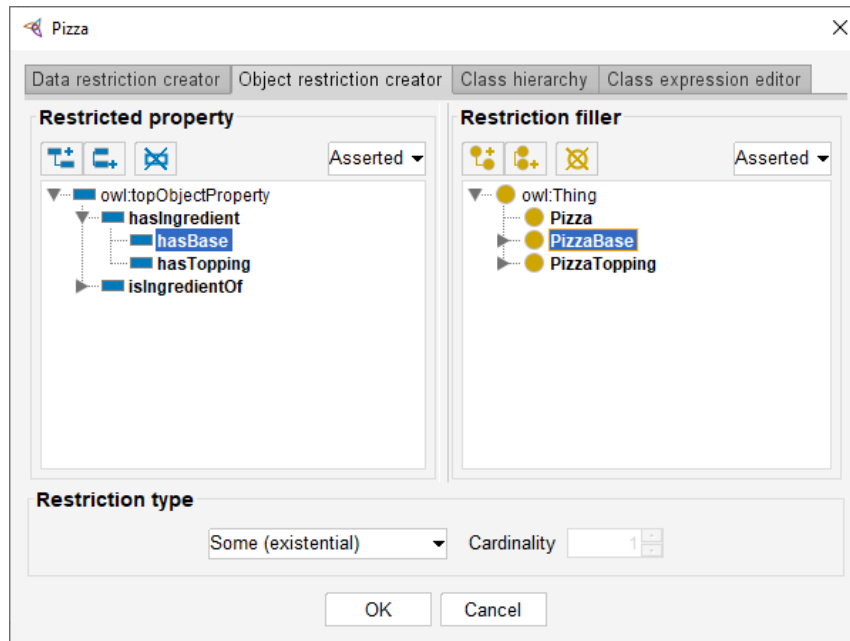 Pizza
Data restriction creator Object restriction creator Class hierarchy Class expression editor
Restricted property
Asserted
owl:topObjectProperty
hasIngredient
hasBase
hasTopping
isIngredientOf
Restriction filler
Asserted
owl:Thing
Pizza
PizzaBase
PizzaTopping
Restriction type
Some (existential) Cardinality 1
OK Cancel